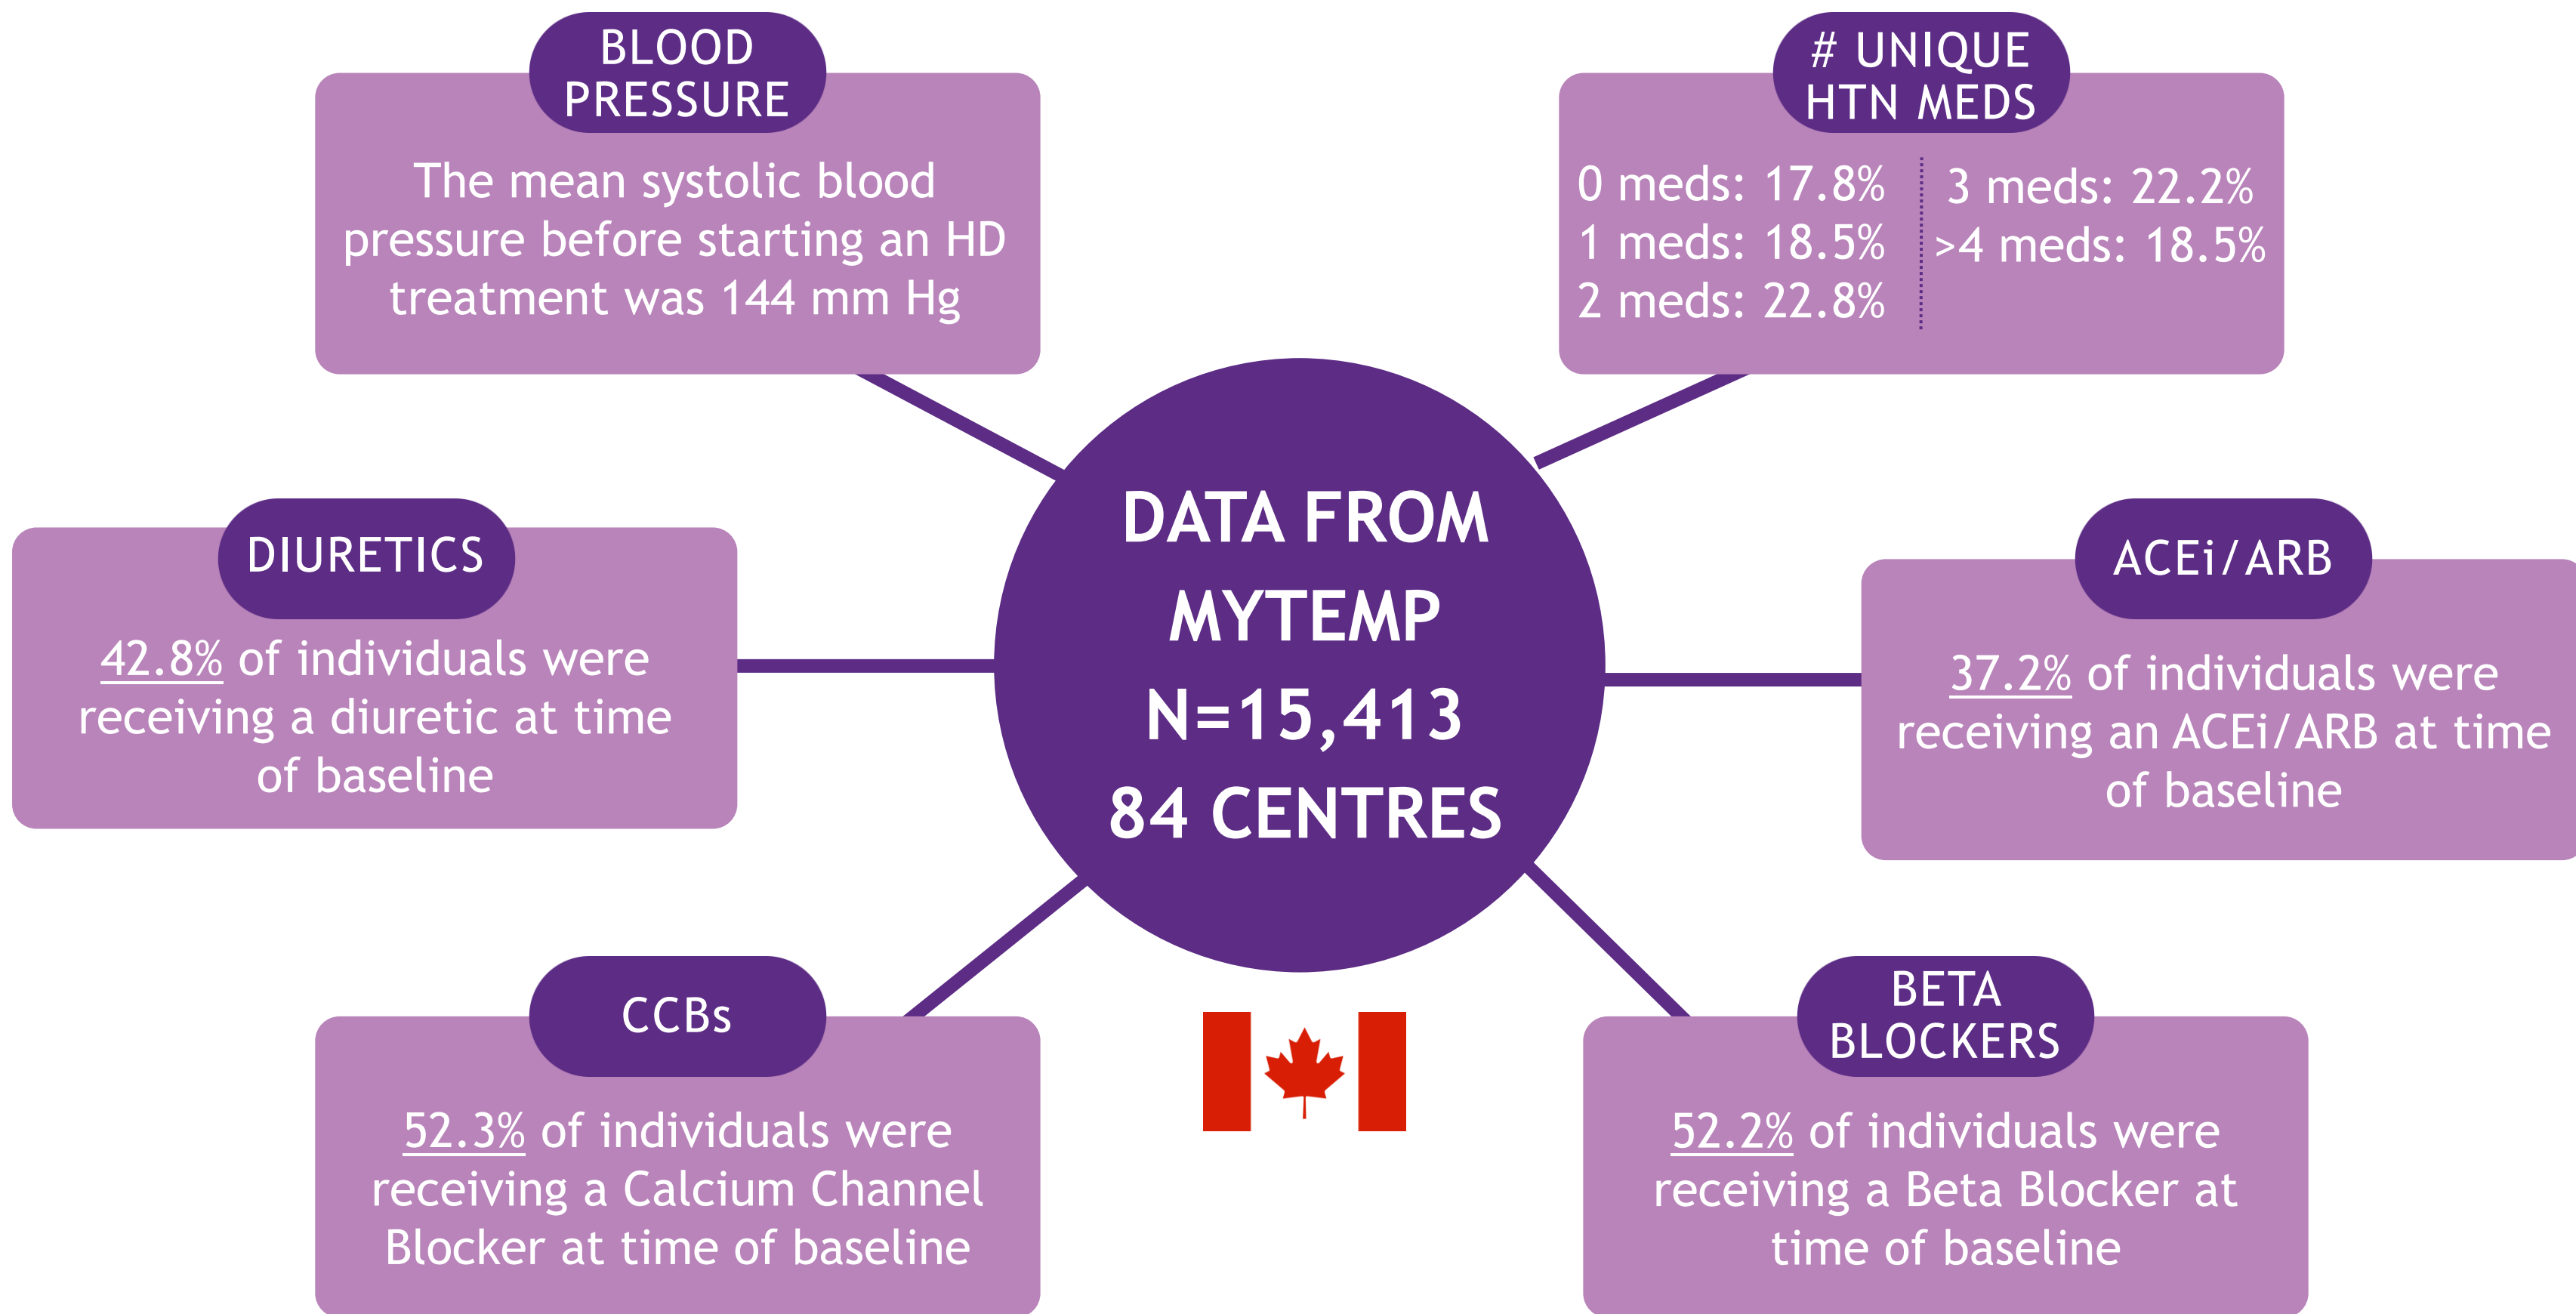 BLOOD
PRESSURE
The mean systolic blood
pressure before starting an HD
treatment was 144 mm Hg
# UNIQUE
HTN MEDS
0 meds: 17.8%
1 meds: 18.5%
2 meds: 22.8%
3 meds: 22.2%
>4 meds: 18.5%
DATA FROM
MYTEMP
N=15,413
84 CENTRES
DIURETICS
42.8% of individuals were
receiving a diuretic at time
of baseline
ACEi/ARB
37.2% of individuals were
receiving an ACEi/ARB at time
of baseline
CCBs
52.3% of individuals were
receiving a Calcium Channel
Blocker at time of baseline
BETA
BLOCKERS
52.2% of individuals were
receiving a Beta Blocker at
time of baseline